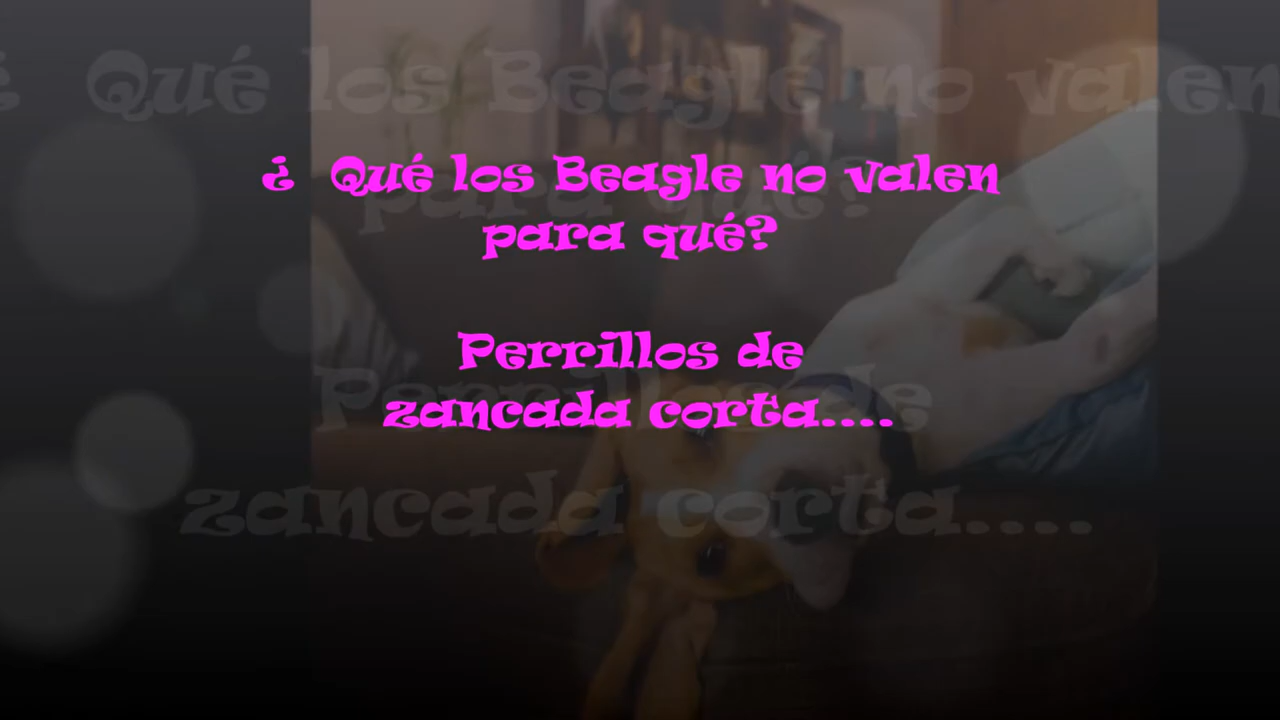 ¿ Qué los Beagle no valen
para qué?
Perrillos de
zancada corta....